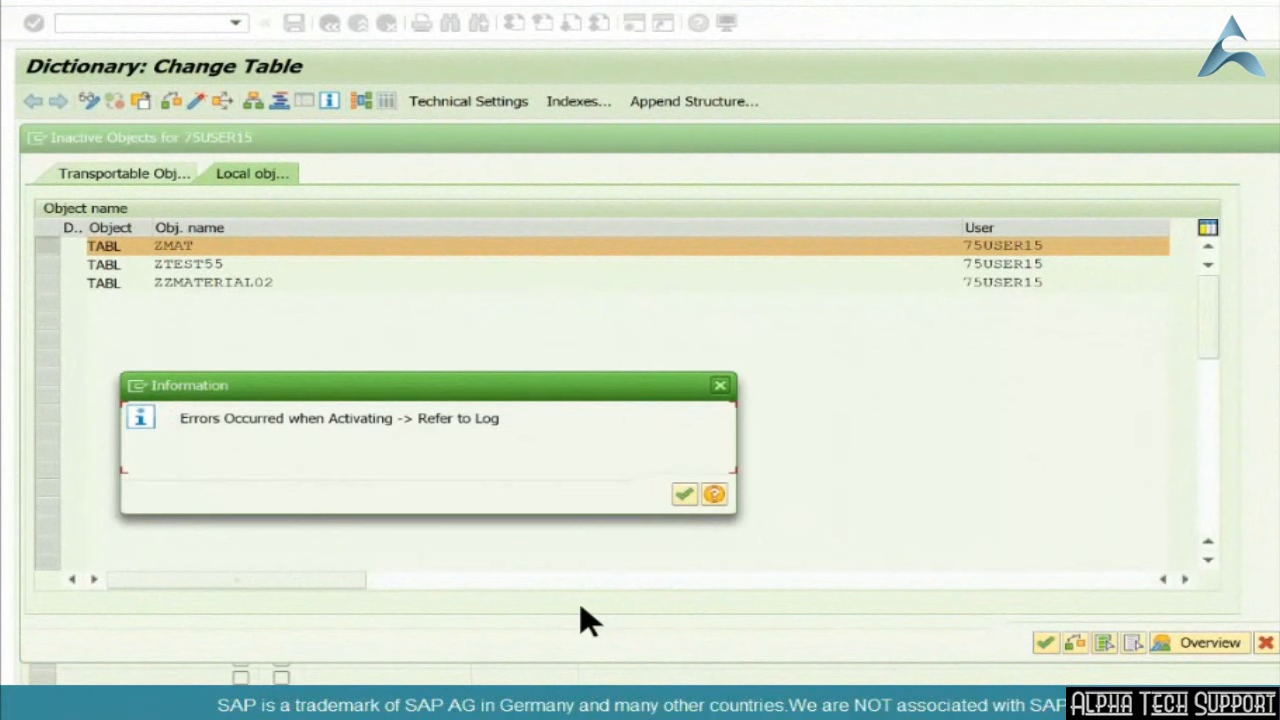 Dictionary: Change Table
Technical Settings Indexes... Append Structure...
Inactive Objects for 75USER15
Transportable Obj... Local obj...
Object name
D.. Object Obj. name User
TABL ZMAT 75USER15
TABL ZTEST55 75USER15
TABL ZZMATERIAL02 75USER15
Information
Errors Occurred when Activating -> Refer to Log
Overview
SAP is a trademark of SAP AG in Germany and many other countries.We are NOT associated with SAP
ALPHA TECH SUPPORT